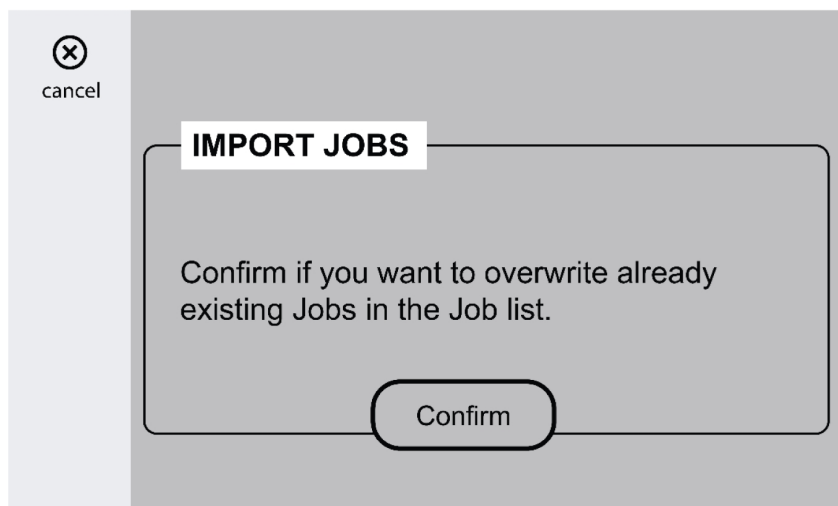 cancel
IMPORT JOBS
Confirm if you want to overwrite already
existing Jobs in the Job list.
Confirm